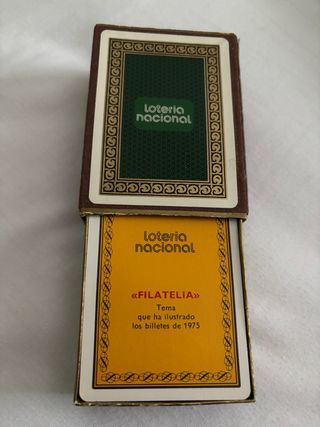 loteria
nacional
loteria
nacional
«FILATELIA»
Tema
que ha ilustrado
los billetes de 1975